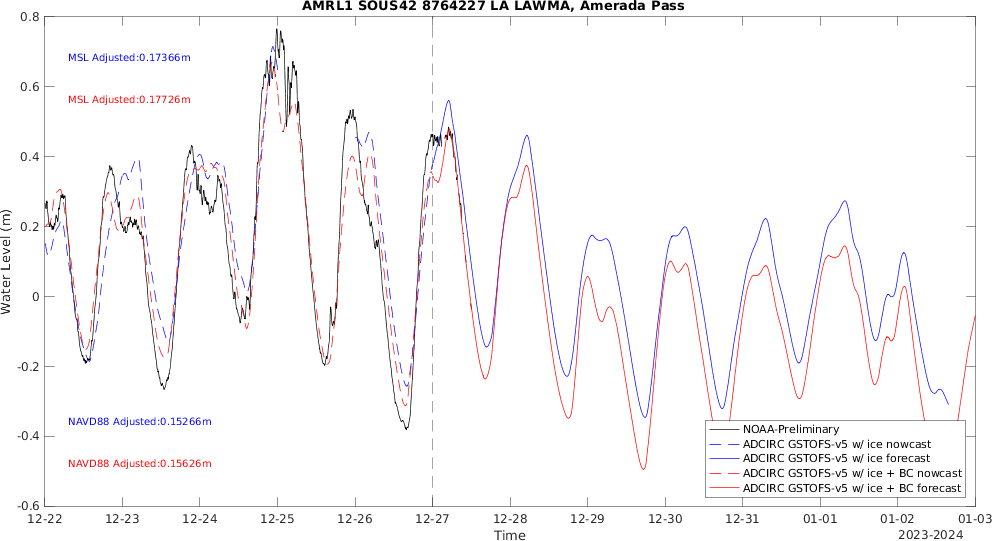 AMRL1 SOUS42 8764227 LA LAWMA, Amerada Pass
0.8
0.6
0.4
0.2
0
-0.2
-0.4
-0.6
Water Level (m)
MSL Adjusted:0.17366m
MSL Adjusted:0.17726m
NAVD88 Adjusted:0.15266m
NAVD88 Adjusted:0.15626m
NOAA-Preliminary
ADCIRC GSTOFS-v5 w/ ice nowcast
ADCIRC GSTOFS-v5 w/ ice forecast
ADCIRC GSTOFS-v5 w/ ice + BC nowcast
ADCIRC GSTOFS-v5 w/ ice + BC forecast
12-22 12-23 12-24 12-25 12-26 12-27 12-28 12-29 12-30 12-31 01-01 01-02 01-03
Time
2023-2024